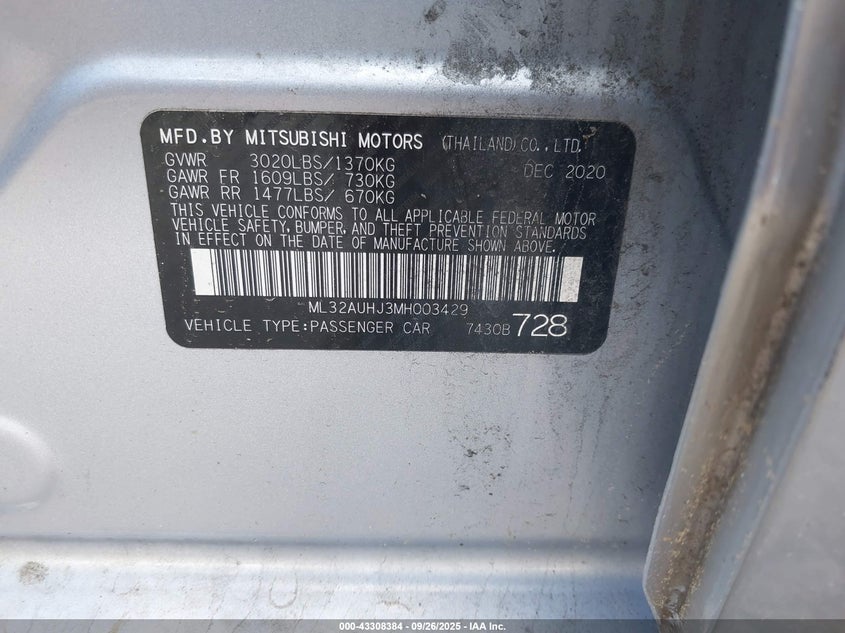 MFD.BY MITSUBISHI MOTORS (THAILAND)CO.,LTD.
GVWR 3020LBS/1370KG DEC 2020
GAWR FR 1609LBS/ 730KG
GAWR RR 1477LBS/ 670KG
THIS VEHICLE CONFORMS TO ALL APPLICABLE FEDERAL MOTOR
VEHICLE SAFETY, BUMPER, AND THEFT PREVENTION STANDARDS
IN EFFECT ON THE DATE OF MANUFACTURE SHOWN ABOVE.
ML32AUHJ3MH003429
VEHICLE TYPE:PASSENGER CAR 7430B 728
000-43308384 - 09/26/2025 - IAA Inc.